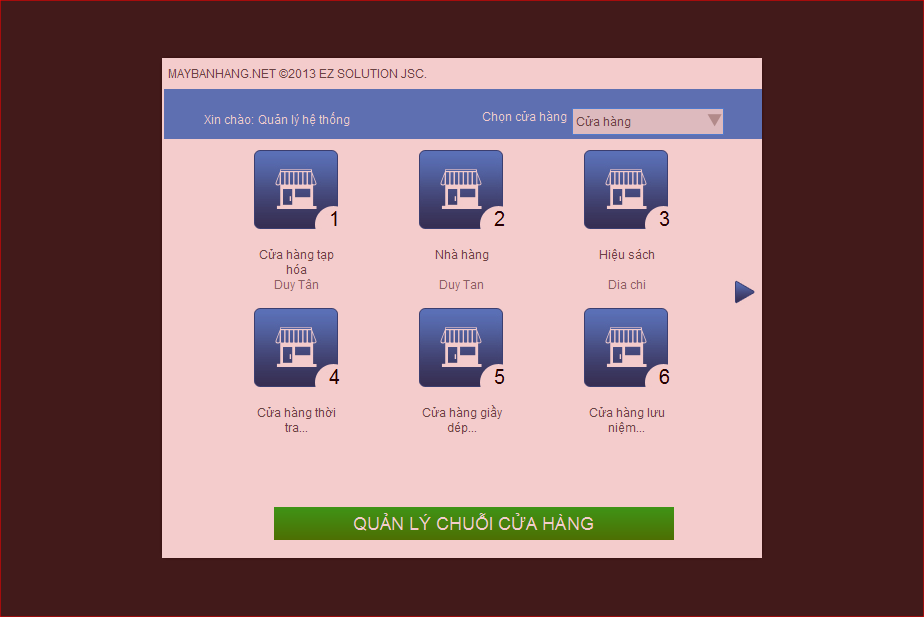 MAYBANHANG.NET ©2013 EZ SOLUTION JSC.
Xin chào: Quản lý hệ thống
Chọn cửa hàng
Cửa hàng
1
2
3
Cửa hàng tạp
hóa
Duy Tân
Nhà hàng
Duy Tan
Hiệu sách
Dia chi
4
5
6
Cửa hàng thời
tra...
Cửa hàng giầy
dép...
Cửa hàng lưu
niệm...
QUẢN LÝ CHUỖI CỬA HÀNG